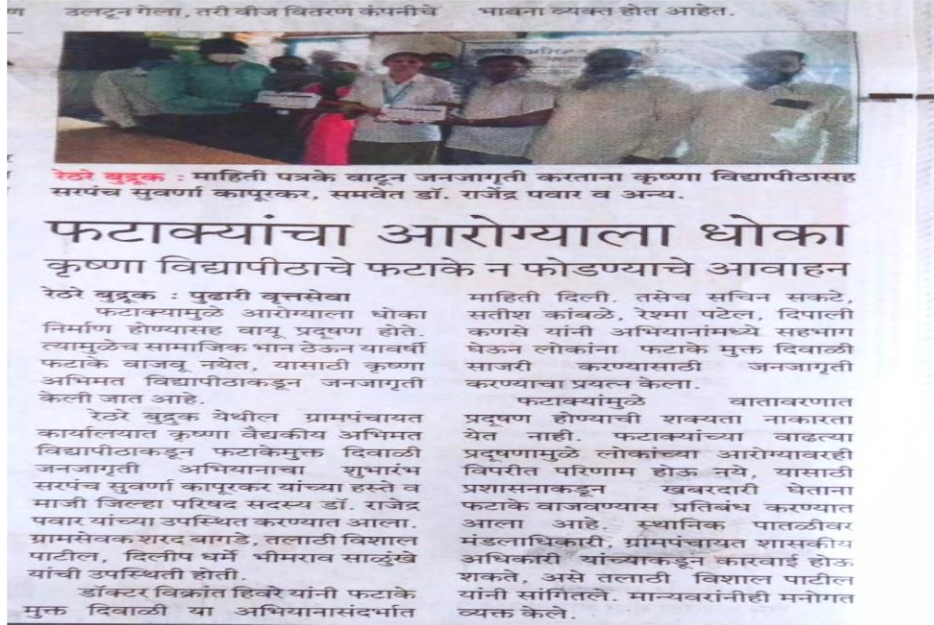 उलटून गेला, तरी वीज वितरण कंपनीचे
भावना व्यक्त होत आहेत.
रेठरे बुद्रूक : माहिती पत्रके वाटून जनजागृती करताना कृष्णा विद्यापीठासह
सरपंच सुवर्णा कापूरकर, समवेत डॉ. राजेंद्र पवार व अन्य.
फटाक्यांचा आरोग्याला धोका
कृष्णा विद्यापीठाचे फटाके न फोडण्याचे आवाहन
रेठरे बुद्रूक : पुढारी वृत्तसेवा
फटाक्यामुळे आरोग्याला धोका
निर्माण होण्यासह वायू प्रदूषण होते.
त्यामुळेच सामाजिक भान ठेऊन यावर्षी
फटाके वाजवू नयेत, यासाठी कृष्णा
अभिमत विद्यापीठाकडून जनजागृती
केली जात आहे.
रेठरे बुद्रुक येथील ग्रामपंचायत
कार्यालयात कृष्णा वैद्यकीय अभिमत
विद्यापीठाकडून फटाकेमुक्त दिवाळी
जनजागृती अभियानाचा शुभारंभ
सरपंच सुवर्णा कापूरकर यांच्या हस्ते व
माजी जिल्हा परिषद सदस्य डॉ. राजेंद्र
पवार यांच्या उपस्थित करण्यात आला.
ग्रामसेवक शरद बागडे, तलाठी विशाल
पाटील, दिलीप धर्मे भीमराव साळुंखे
यांची उपस्थिती होती.
डॉक्टर विक्रांत हिवरे यांनी फटाके
मुक्त दिवाळी या अभियानासंदर्भात
माहिती दिली. तसेच सचिन सकटे,
सतीश कांबळे, रेश्मा पटेल, दिपाली
कणसे यांनी अभियानांमध्ये सहभाग
घेऊन लोकांना फटाके मुक्त दिवाळी
साजरी करण्यासाठी जनजागृती
करण्याचा प्रयत्न केला.
फटाक्यांमुळे वातावरणात
प्रदूषण होण्याची शक्यता नाकारता
येत नाही. फटाक्यांच्या वाढत्या
प्रदूषणामुळे लोकांच्या आरोग्यावरही
विपरीत परिणाम होऊ नये, यासाठी
प्रशासनाकडून खबरदारी घेताना
फटाके वाजवण्यास प्रतिबंध करण्यात
आला आहे. स्थानिक पातळीवर
मंडलाधिकारी, ग्रामपंचायत शासकीय
अधिकारी यांच्याकडून कारवाई होऊ
शकते, असे तलाठी विशाल पाटील
यांनी सांगितले. मान्यवरांनीही मनोगत
व्यक्त केले.